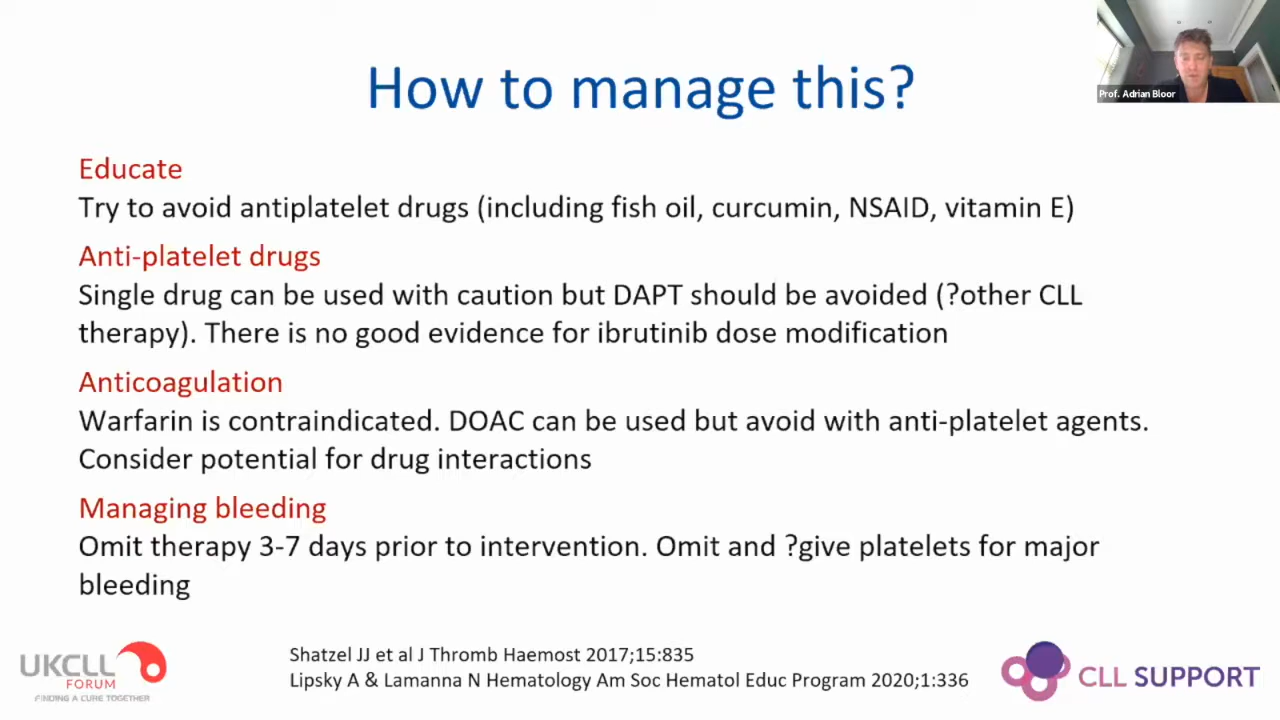 Prof. Adrian Bloor
How to manage this?
Educate
Try to avoid antiplatelet drugs (including fish oil, curcumin, NSAID, vitamin E)
Anti-platelet drugs
Single drug can be used with caution but DAPT should be avoided (?other CLL
therapy). There is no good evidence for ibrutinib dose modification
Anticoagulation
Warfarin is contraindicated. DOAC can be used but avoid with anti-platelet agents.
Consider potential for drug interactions
Managing bleeding
Omit therapy 3-7 days prior to intervention. Omit and ?give platelets for major
bleeding
UKCLL
FORUM
FINDING A CURE TOGETHER
Shatzel JJ et al J Thromb Haemost 2017;15:835
Lipsky A & Lamanna N Hematology Am Soc Hematol Educ Program 2020;1:336
CLL SUPPORT